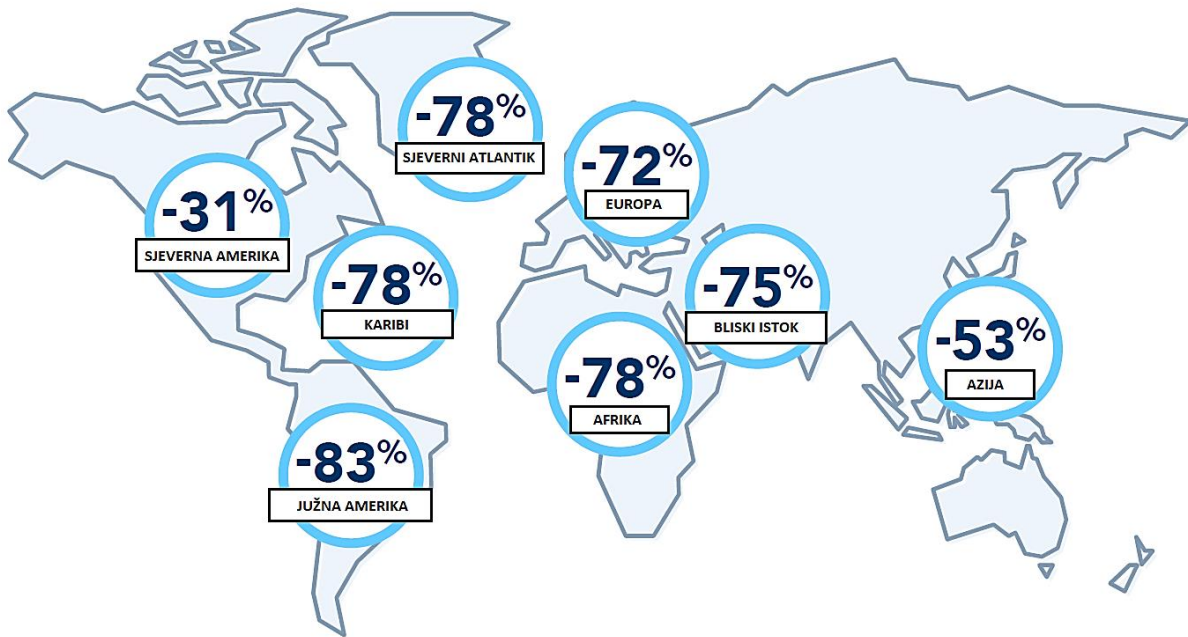 -78%
SJEVERNI ATLANTIK
-72%
EUROPA
-31%
SJEVERNA AMERIKA
-78%
KARIBI
-75%
BLISKI ISTOK
-53%
AZIJA
-78%
AFRIKA
-83%
JUŽNA AMERIKA